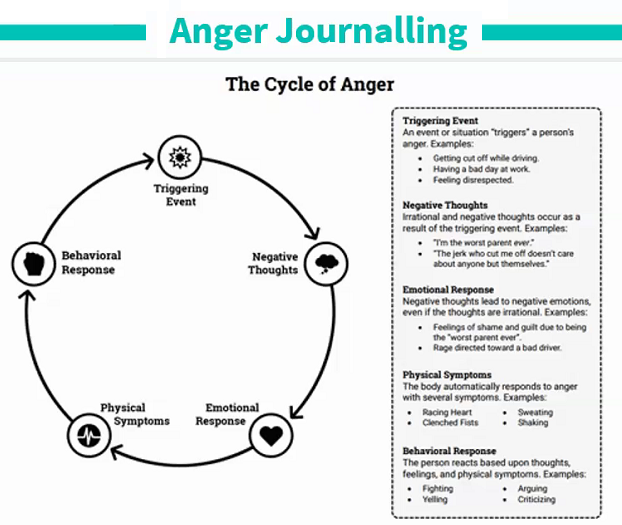 Anger Journalling
The Cycle of Anger
Triggering
Event
Negative
Thoughts
Emotional
Response
Physical
Symptoms
Behavioral
Response
Triggering Event
An event or situation "triggers" a person's
anger. Examples:
• Getting cut off while driving.
• Having a bad day at work.
• Feeling disrespected.
Negative Thoughts
Irrational and negative thoughts occur as a
result of the triggering event. Examples:
• "I'm the worst parent ever."
• "The jerk who cut me off doesn't care
about anyone but themselves."
Emotional Response
Negative thoughts lead to negative emotions,
even if the thoughts are irrational. Examples:
• Feelings of shame and guilt due to being
the "worst parent ever".
• Rage directed toward a bad driver.
Physical Symptoms
The body automatically responds to anger
with several symptoms. Examples:
• Racing Heart • Sweating
• Clenched Fists • Shaking
Behavioral Response
The person reacts based upon thoughts,
feelings, and physical symptoms. Examples:
• Fighting • Arguing
• Yelling • Criticizing